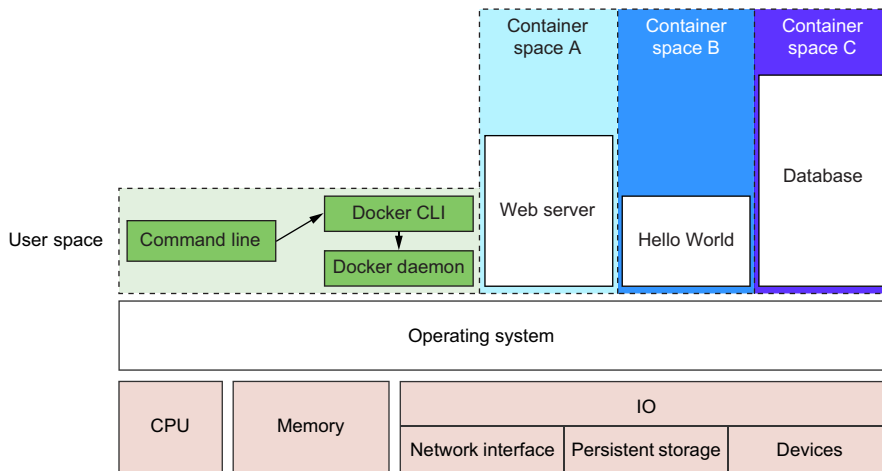 Container
space A
Container
space B
Container
space C
Database
Web server
Hello World
User space
Command line
Docker CLI
Docker daemon
Operating system
CPU
Memory
IO
Network interface
Persistent storage
Devices